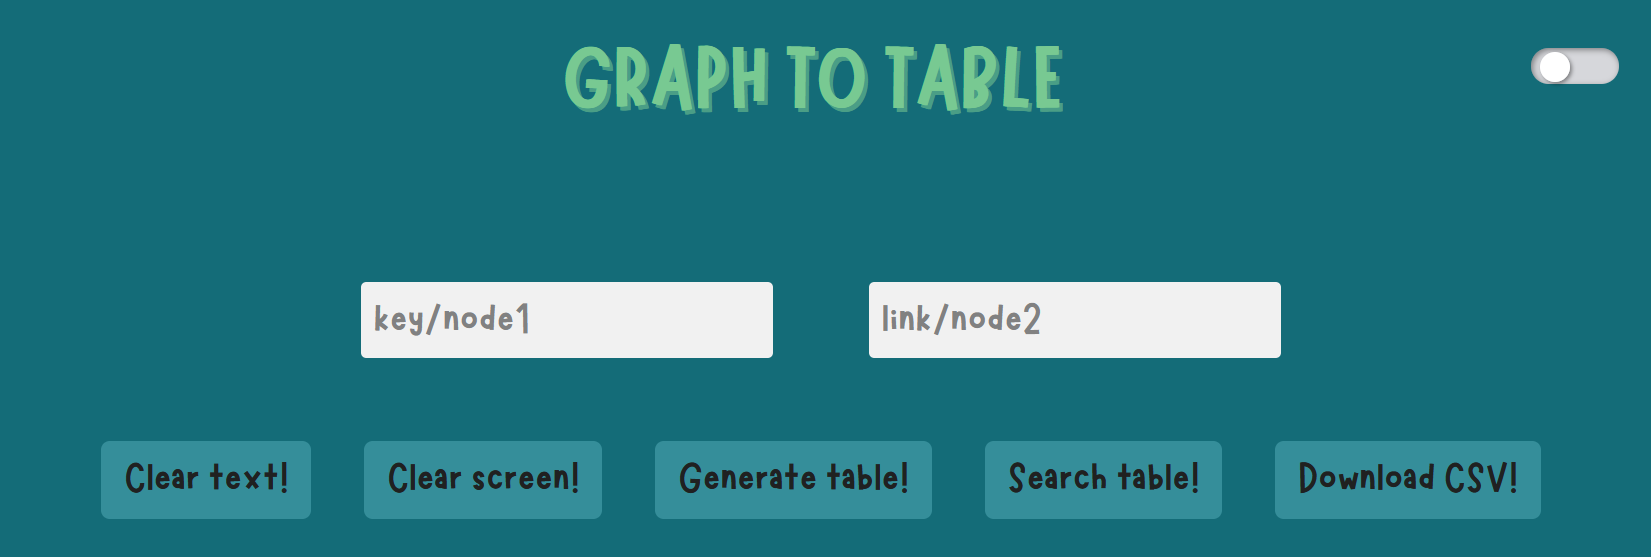 GRAPH TO TABLE
key/node1
link/node2
Clear text!
Clear screen!
Generate table!
Search table!
Download CSV!